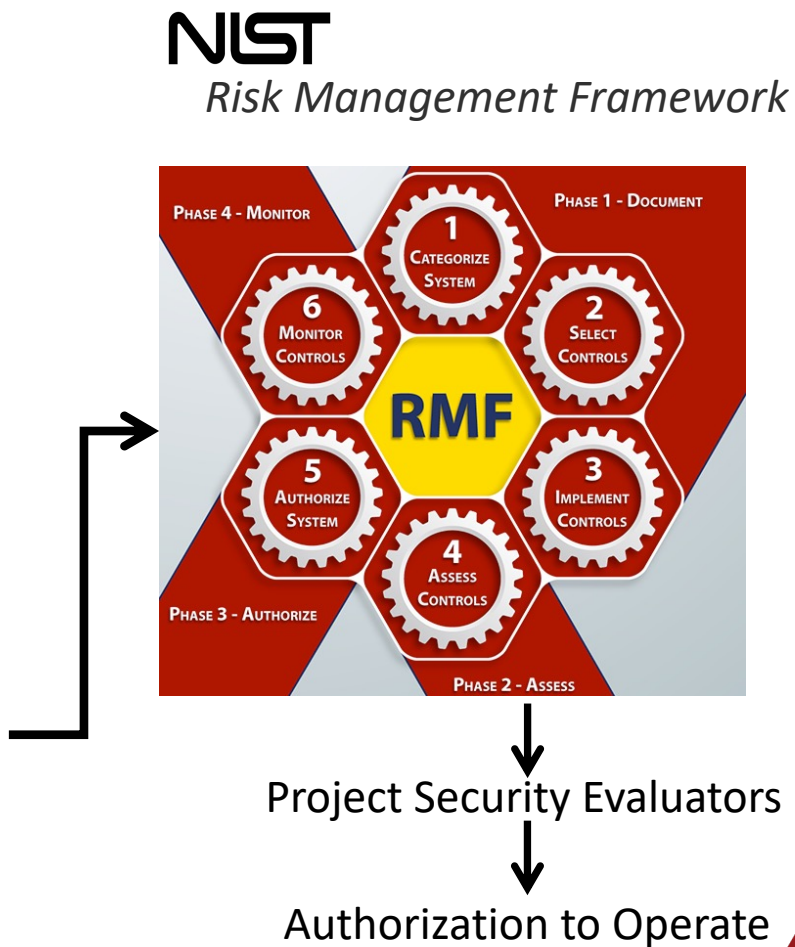 NIST
Risk Management Framework
PHASE 4 - MONITOR
PHASE 1 - DOCUMENT
1
CATEGORIZE
SYSTEM
2
SELECT
CONTROLS
6
MONITOR
CONTROLS
RMF
3
IMPLEMENT
CONTROLS
5
AUTHORIZE
SYSTEM
4
ASSESS
CONTROLS
PHASE 3 - AUTHORIZE
PHASE 2 - ASSESS
Project Security Evaluators
Authorization to Operate